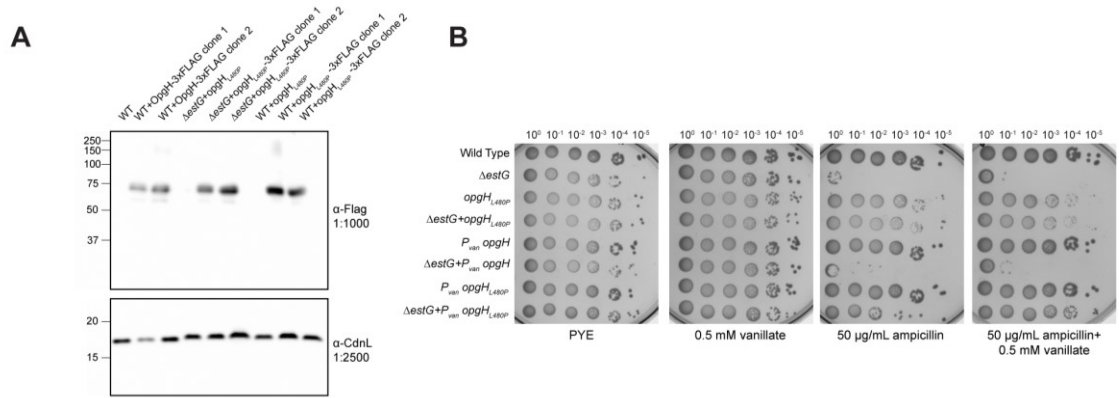 A
B
WT
WT+OpgH-3xFLAG clone 1
WT+OpgH-3xFLAG clone 2
ΔestG+opgHL480P
ΔestG+opgHL480P-3xFLAG clone 1
ΔestG+opgHL480P-3xFLAG clone 2
WT+opgHL480P
WT+opgHL480P-3xFLAG clone 1
WT+opgHL480P-3xFLAG clone 2
250
150
100
75
50
37
α-Flag
1:1000
20
15
α-CdnL
1:2500
10⁰ 10⁻¹ 10⁻² 10⁻³ 10⁻⁴ 10⁻⁵
10⁰ 10⁻¹ 10⁻² 10⁻³ 10⁻⁴ 10⁻⁵
10⁰ 10⁻¹ 10⁻² 10⁻³ 10⁻⁴ 10⁻⁵
10⁰ 10⁻¹ 10⁻² 10⁻³ 10⁻⁴ 10⁻⁵
Wild Type
ΔestG
opgHL480P
ΔestG+opgHL480P
Pvan opgH
ΔestG+Pvan opgH
Pvan opgHL480P
ΔestG+Pvan opgHL480P
PYE
0.5 mM vanillate
50 µg/mL ampicillin
50 µg/mL ampicillin+
0.5 mM vanillate